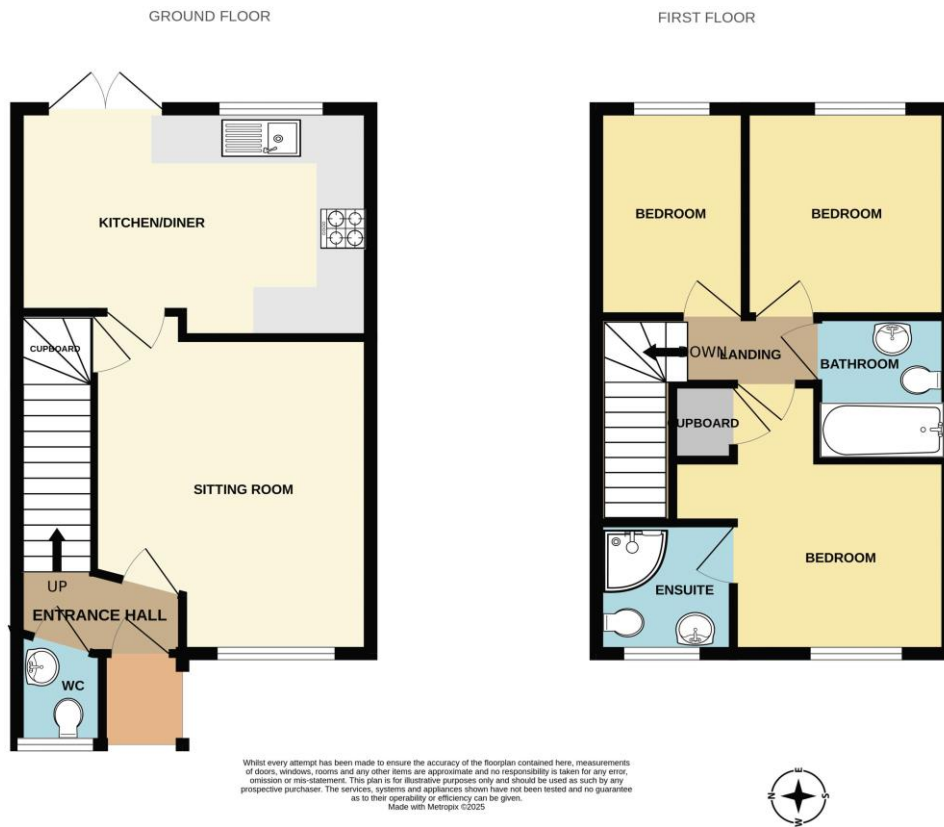 GROUND FLOOR
FIRST FLOOR
KITCHEN/DINER
CUPBOARD
SITTING ROOM
UP
ENTRANCE HALL
WC
BEDROOM
BEDROOM
DOWN
LANDING
BATHROOM
CUPBOARD
BEDROOM
ENSUITE
Whilst every attempt has been made to ensure the accuracy of the floorplan contained here, measurements
of doors, windows, rooms and any other items are approximate and no responsibility is taken for any error,
omission or mis-statement. This plan is for illustrative purposes only and should be used as such by any
prospective purchaser. The services, systems and appliances shown have not been tested and no guarantee
as to their operability or efficiency can be given.
Made with Metropix ©2025
E
N
S
W